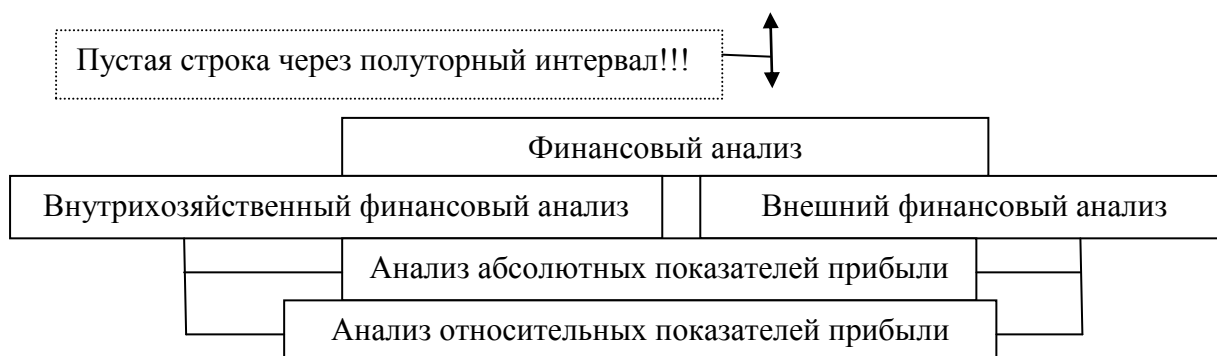 Пустая строка через полуторный интервал!!!
Финансовый анализ
Внутрихозяйственный финансовый анализ
Внешний финансовый анализ
Анализ абсолютных показателей прибыли
Анализ относительных показателей прибыли